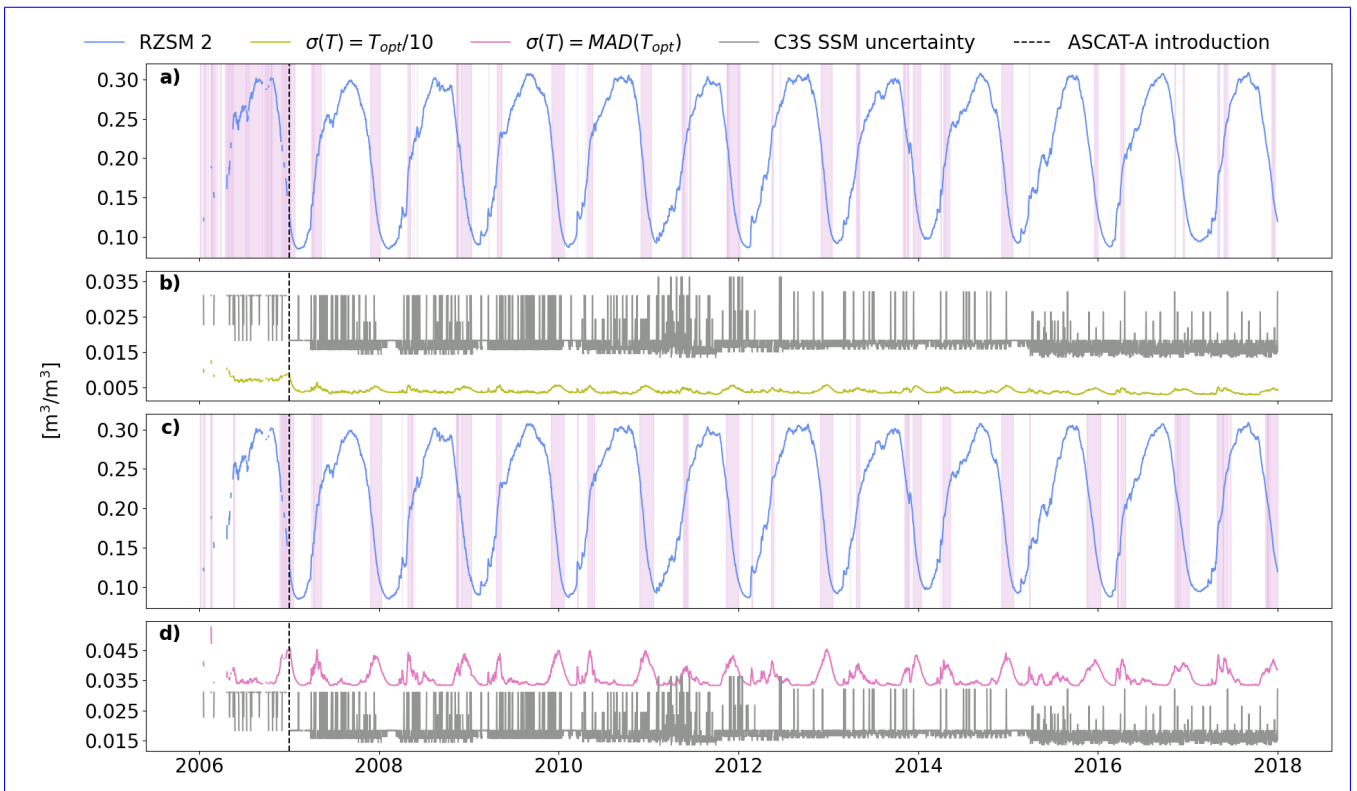 RZSM 2 σ(T) = T_opt/10 σ(T) = MAD(T_opt) C3S SSM uncertainty ASCAT-A introduction
a)
0.30
0.25
0.20
0.15
0.10
b)
0.035
0.025
0.015
0.005
[m³/m³]
c)
0.30
0.25
0.20
0.15
0.10
d)
0.045
0.035
0.025
0.015
2006 2008 2010 2012 2014 2016 2018